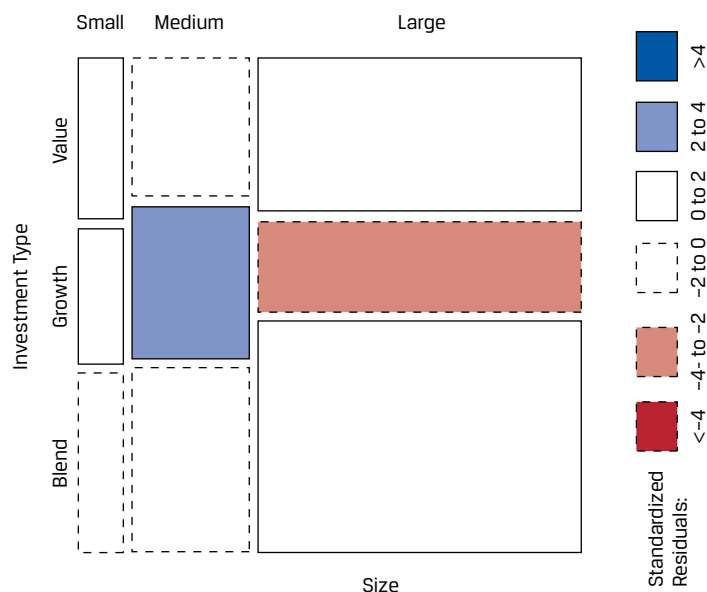 Small Medium Large
Value
Growth
Blend
Investment Type
Size
>4
2 to 4
0 to 2
−2 to 0
−4- to −2
<−4
Standardized
Residuals: